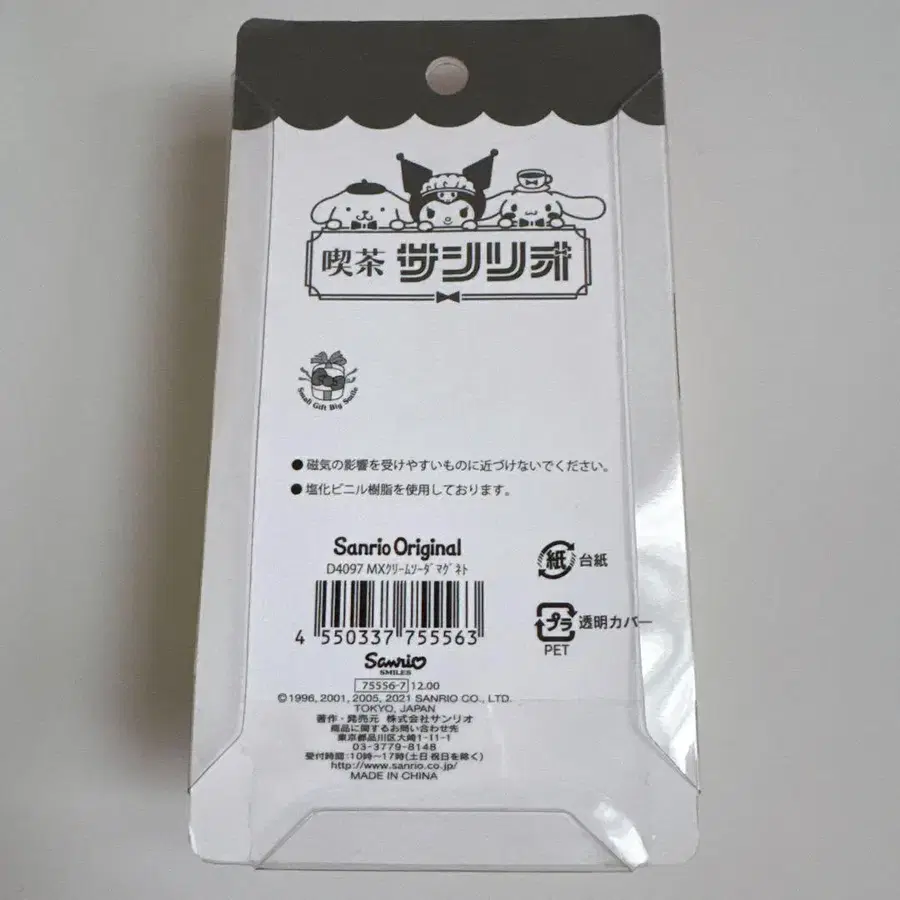 喫茶 サンリオ
Small Gift Big Smile
● 磁気の影響を受けやすいものに近づけないでください。
● 塩化ビニル樹脂を使用しております。
Sanrio Original
D4097 MXクリームソーダマグネト
4 550337 755563
紙 台紙
プラ 透明カバー
PET
Sanrio
SMILES
75556-7 12.00
©1996, 2001, 2005, 2021 SANRIO CO., LTD.
TOKYO, JAPAN
著作・発売元 株式会社サンリオ
商品に関するお問い合わせ先
東京都品川区大崎1-11-1
03-3779-8148
受付時間：10時～17時(土日祝日を除く)
http://www.sanrio.co.jp/
MADE IN CHINA